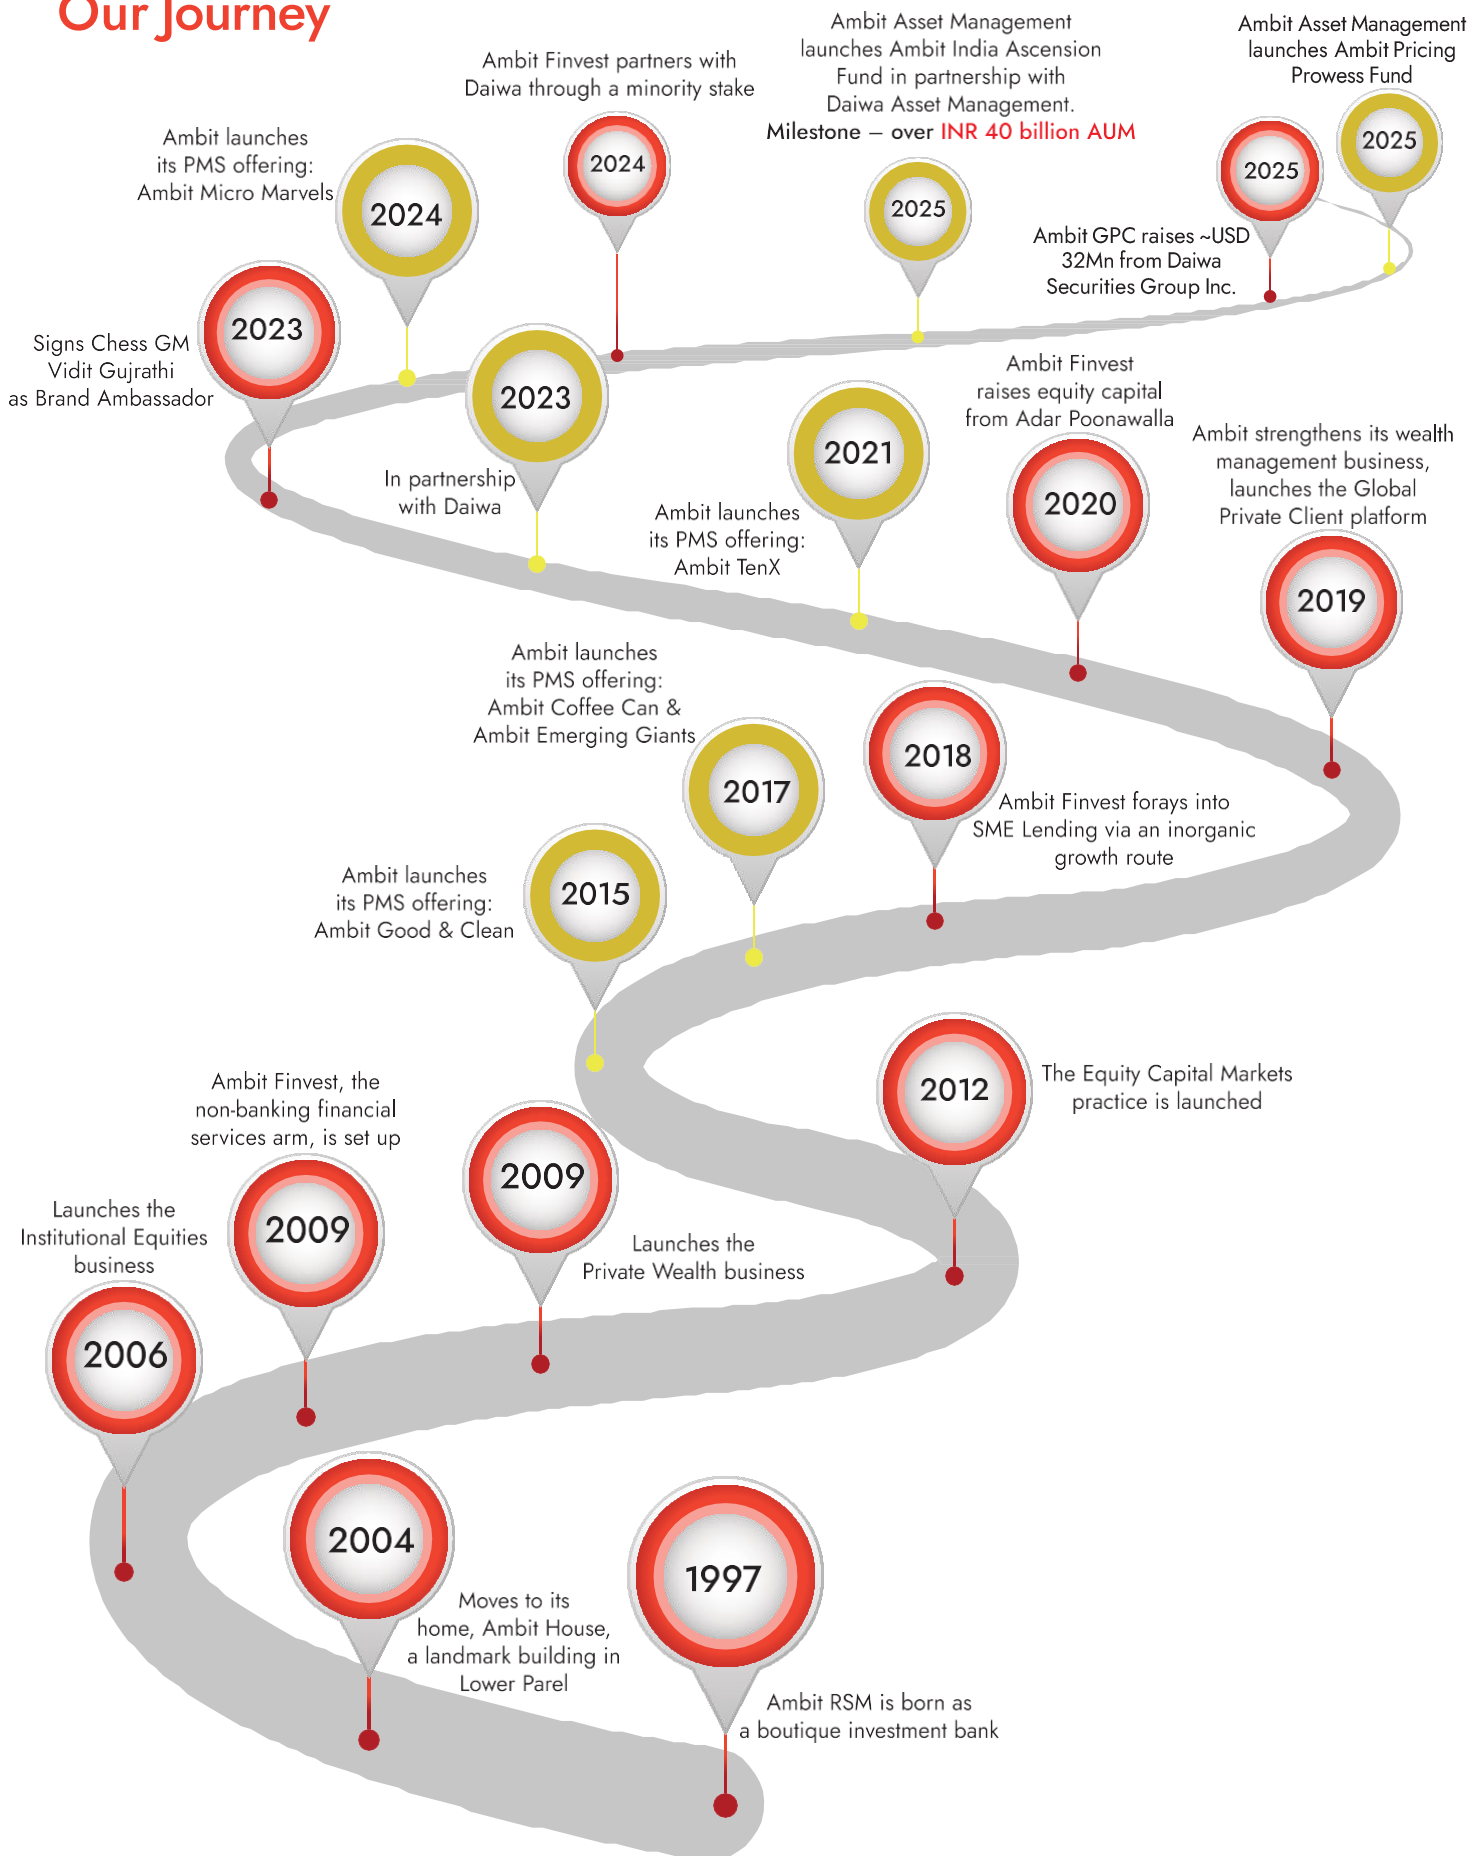 Our Journey
Ambit Asset Management
launches Ambit India Ascension
Fund in partnership with
Daiwa Asset Management.
Milestone – over INR 40 billion AUM
Ambit Asset Management
launches Ambit Pricing
Prowess Fund
2025
2025
2025
Ambit GPC raises ~USD
32Mn from Daiwa
Securities Group Inc.
Ambit Finvest partners with
Daiwa through a minority stake
2024
Ambit launches
its PMS offering:
Ambit Micro Marvels
2024
2023
Signs Chess GM
Vidit Gujrathi
as Brand Ambassador
2023
In partnership
with Daiwa
2021
Ambit launches
its PMS offering:
Ambit TenX
Ambit Finvest
raises equity capital
from Adar Poonawalla
2020
Ambit strengthens its wealth
management business,
launches the Global
Private Client platform
2019
2018
Ambit Finvest forays into
SME Lending via an inorganic
growth route
Ambit launches
its PMS offering:
Ambit Coffee Can &
Ambit Emerging Giants
2017
Ambit launches
its PMS offering:
Ambit Good & Clean
2015
2012
The Equity Capital Markets
practice is launched
2009
Launches the
Private Wealth business
Ambit Finvest, the
non-banking financial
services arm, is set up
2009
Launches the
Institutional Equities
business
2006
2004
Moves to its
home, Ambit House,
a landmark building in
Lower Parel
1997
Ambit RSM is born as
a boutique investment bank